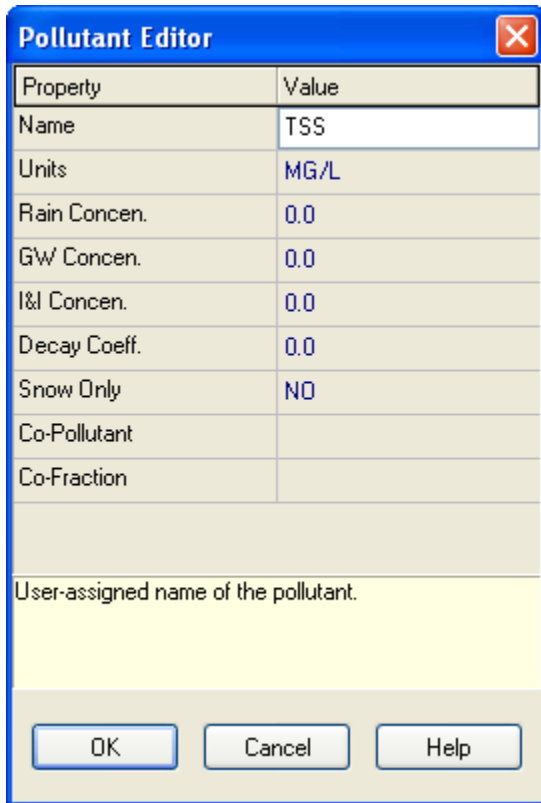 Pollutant Editor
Property Value
Name TSS
Units MG/L
Rain Concen. 0.0
GW Concen. 0.0
I&I Concen. 0.0
Decay Coeff. 0.0
Snow Only NO
Co-Pollutant
Co-Fraction
User-assigned name of the pollutant.
OK Cancel Help